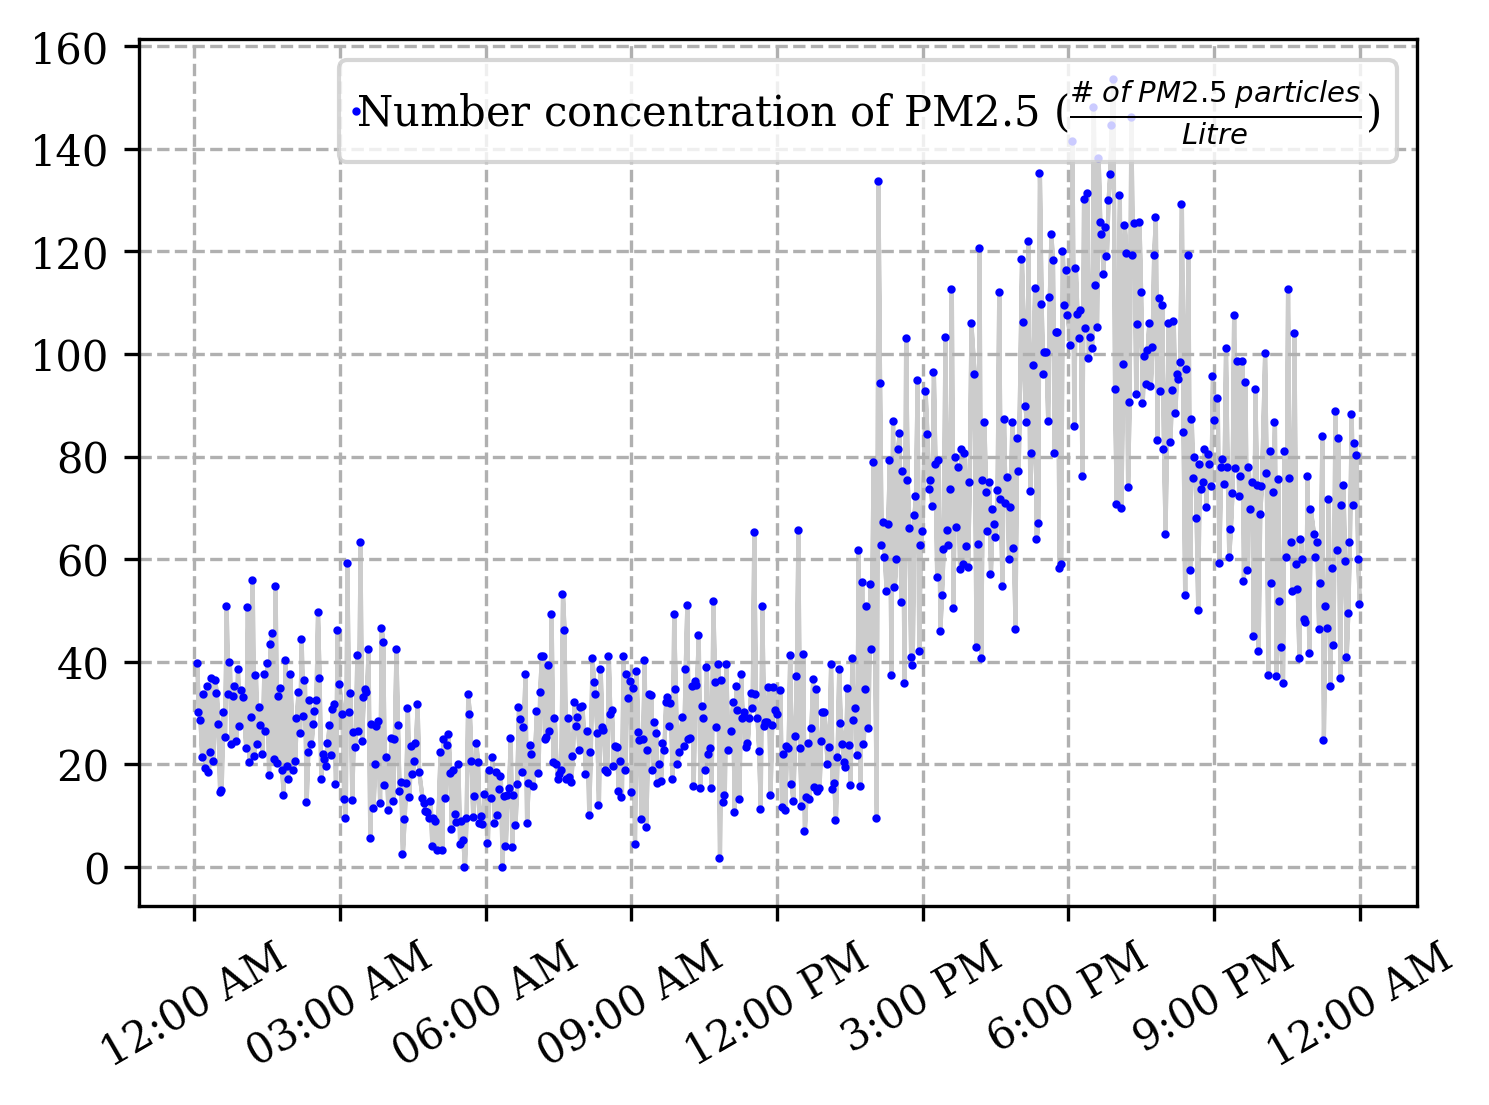 160
Number concentration of PM2.5 (# of PM2.5 particles / Litre)
140
120
100
80
60
40
20
0
12:00 AM
03:00 AM
06:00 AM
09:00 AM
12:00 PM
3:00 PM
6:00 PM
9:00 PM
12:00 AM